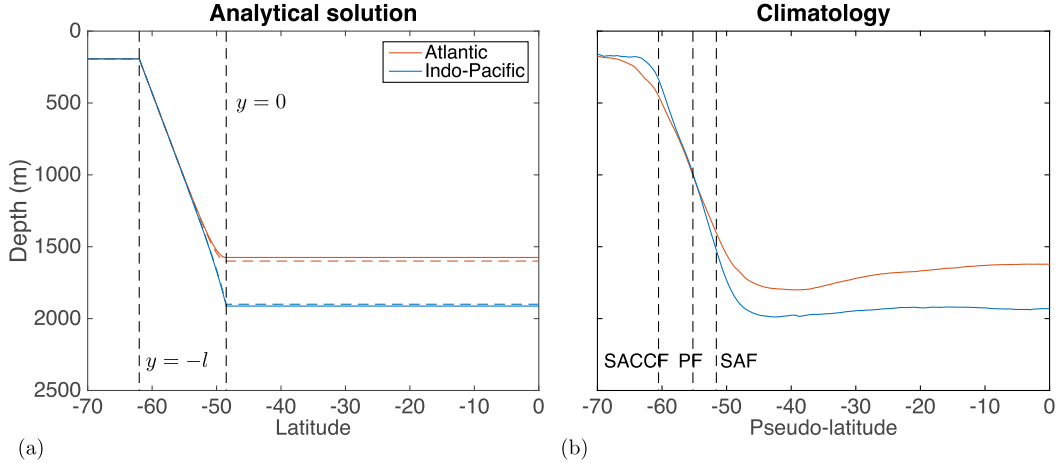 Analytical solution
Climatology
0
500
1000
1500
2000
2500
Depth (m)
Atlantic
Indo-Pacific
y = 0
y = −l
-70 -60 -50 -40 -30 -20 -10 0
Latitude
(a)
SACCF PF SAF
-70 -60 -50 -40 -30 -20 -10 0
Pseudo-latitude
(b)